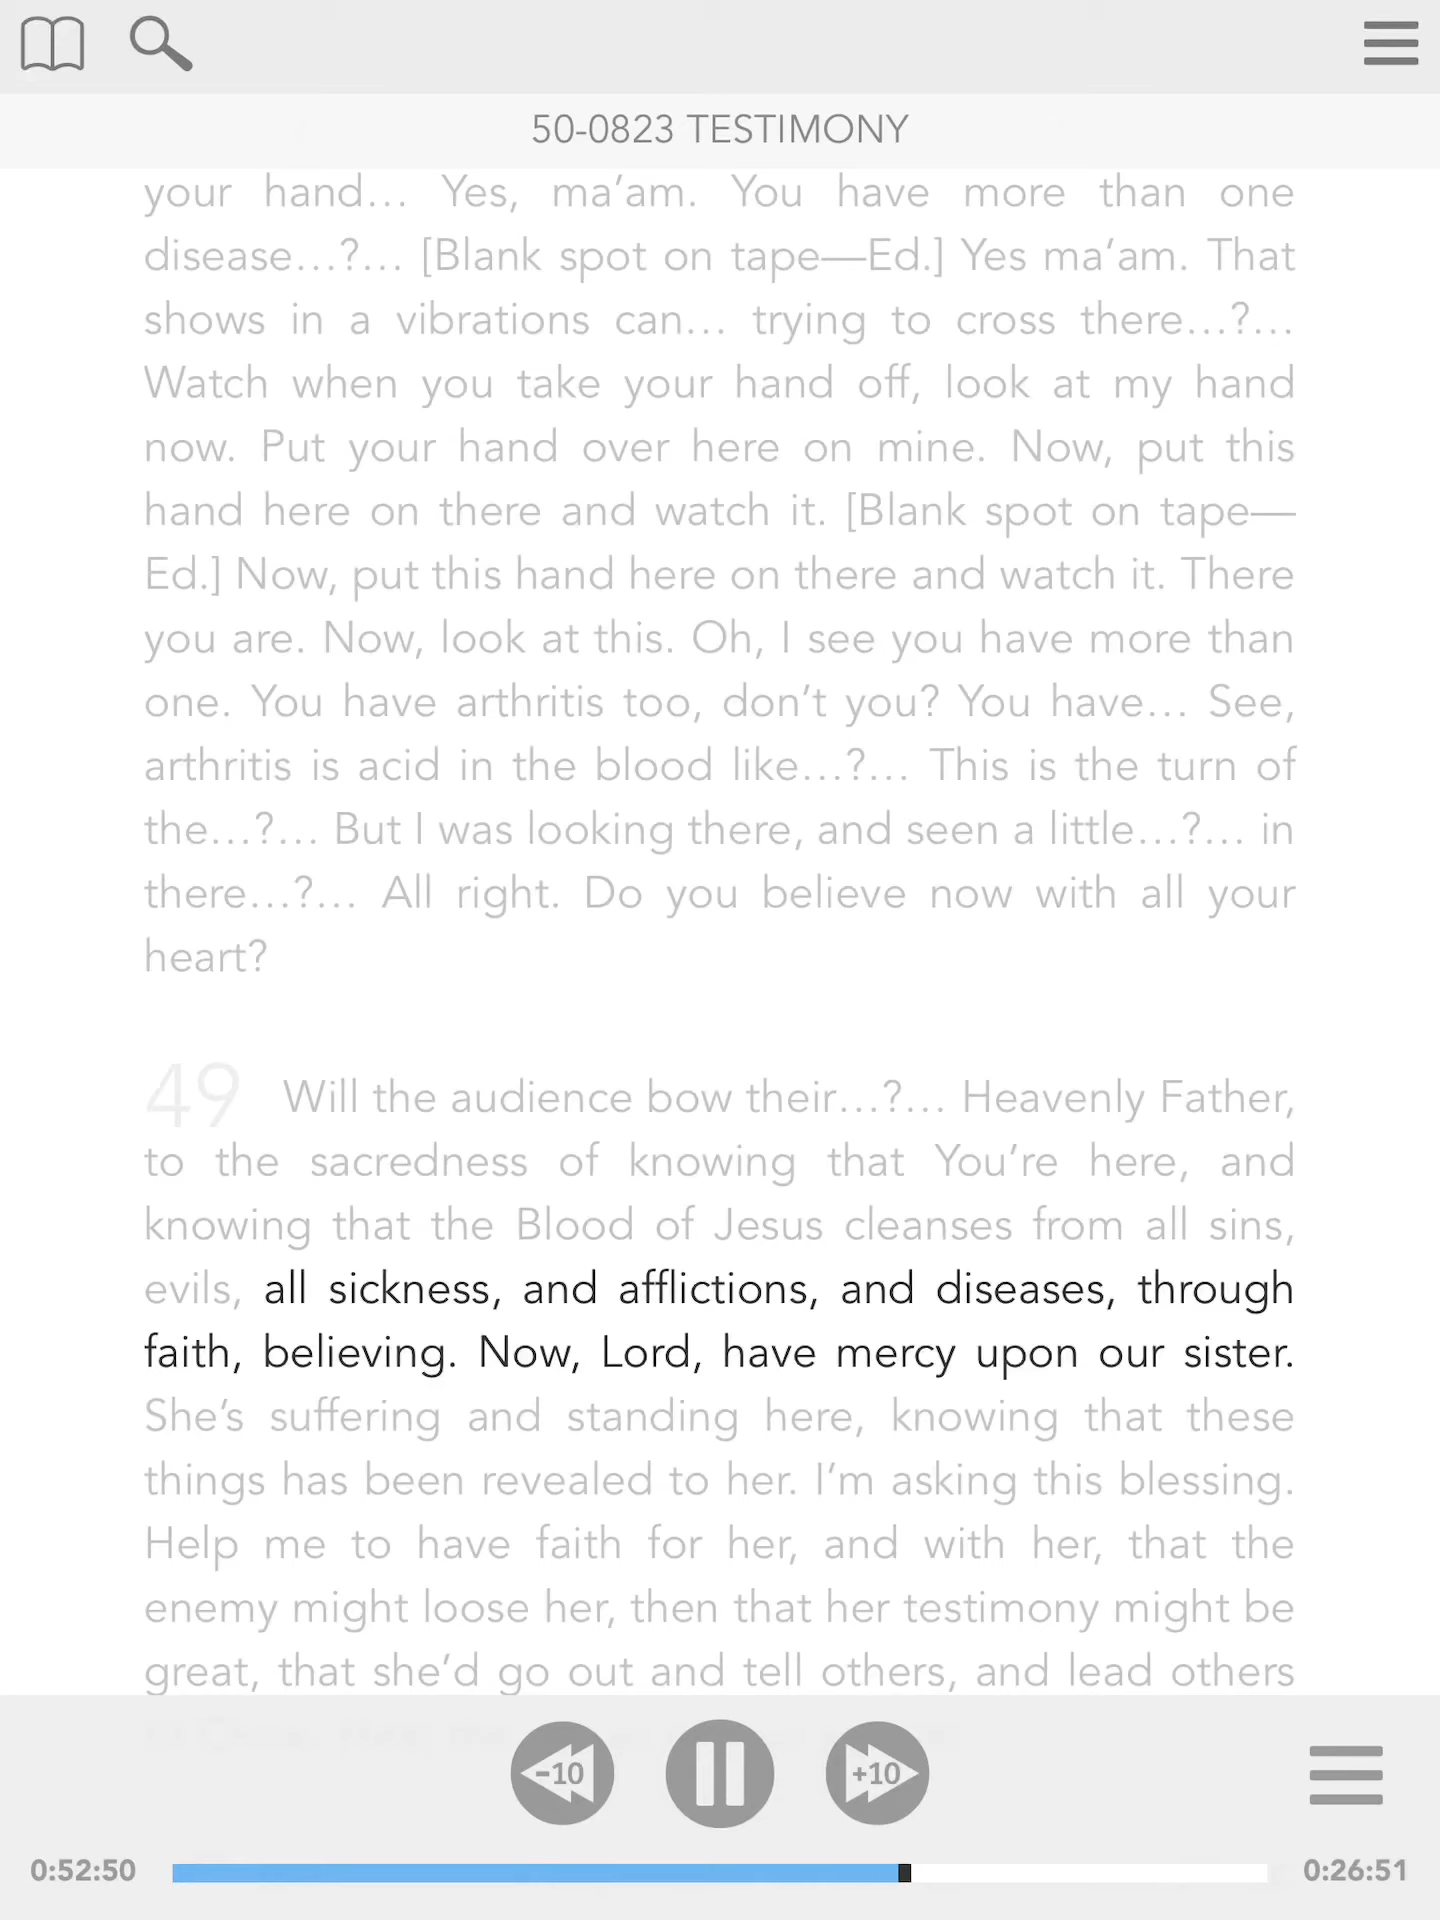 50-0823 TESTIMONY
your hand… Yes, ma’am. You have more than one
disease…?… [Blank spot on tape—Ed.] Yes ma’am. That
shows in a vibrations can… trying to cross there…?…
Watch when you take your hand off, look at my hand
now. Put your hand over here on mine. Now, put this
hand here on there and watch it. [Blank spot on tape—
Ed.] Now, put this hand here on there and watch it. There
you are. Now, look at this. Oh, I see you have more than
one. You have arthritis too, don’t you? You have… See,
arthritis is acid in the blood like…?… This is the turn of
the…?… But I was looking there, and seen a little…?… in
there…?… All right. Do you believe now with all your
heart?
49 Will the audience bow their…?… Heavenly Father,
to the sacredness of knowing that You’re here, and
knowing that the Blood of Jesus cleanses from all sins,
evils, all sickness, and afflictions, and diseases, through
faith, believing. Now, Lord, have mercy upon our sister.
She’s suffering and standing here, knowing that these
things has been revealed to her. I’m asking this blessing.
Help me to have faith for her, and with her, that the
enemy might loose her, then that her testimony might be
great, that she’d go out and tell others, and lead others
-10 +10
0:52:50 0:26:51